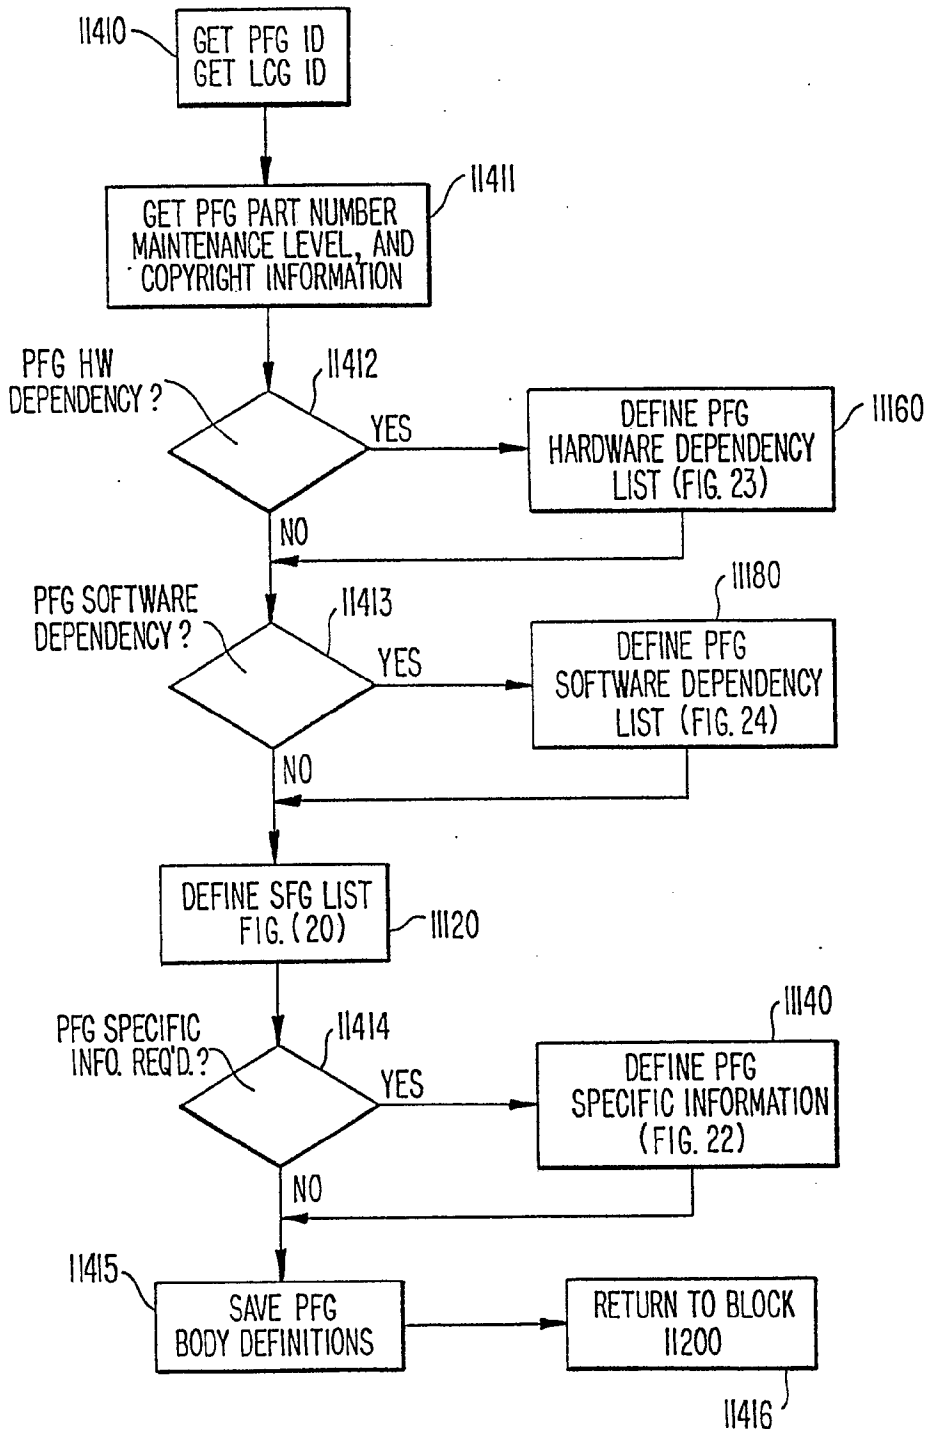 11410
GET PFG ID
GET LCG ID
11411
GET PFG PART NUMBER
MAINTENANCE LEVEL, AND
COPYRIGHT INFORMATION
PFG HW
DEPENDENCY?
11412
YES
NO
DEFINE PFG
HARDWARE DEPENDENCY
LIST (FIG. 23)
11160
PFG SOFTWARE
DEPENDENCY?
11413
YES
NO
11180
DEFINE PFG
SOFTWARE DEPENDENCY
LIST (FIG. 24)
DEFINE SFG LIST
FIG. (20)
11120
PFG SPECIFIC
INFO. REQ'D.?
11414
YES
NO
11140
DEFINE PFG
SPECIFIC INFORMATION
(FIG. 22)
11415
SAVE PFG
BODY DEFINITIONS
RETURN TO BLOCK
11200
11416